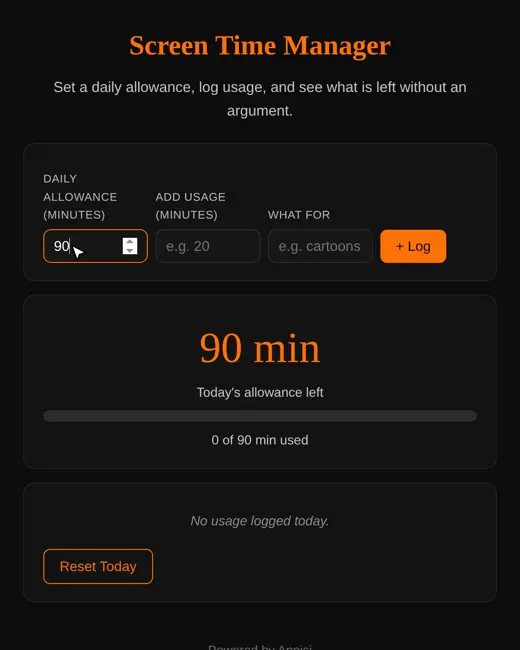 Screen Time Manager
Set a daily allowance, log usage, and see what is left without an
argument.
DAILY
ALLOWANCE
(MINUTES)
ADD USAGE
(MINUTES)
WHAT FOR
90
e.g. 20
e.g. cartoons
+ Log
90 min
Today's allowance left
0 of 90 min used
No usage logged today.
Reset Today
Powered by